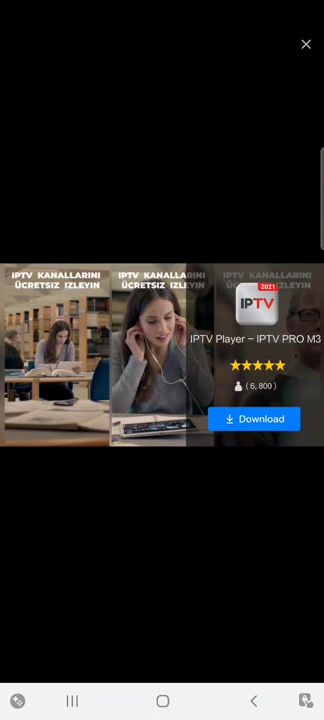 IPTV KANALLARINI
ÜCRETSIZ IZLEYIN
IPTV KANALLARINI
ÜCRETSIZ IZLEYIN
IPTV KANALLARINI
ÜCRETSIZ IZLEYIN
2021
IPTV
IPTV Player – IPTV PRO M3
( 6, 800 )
Download